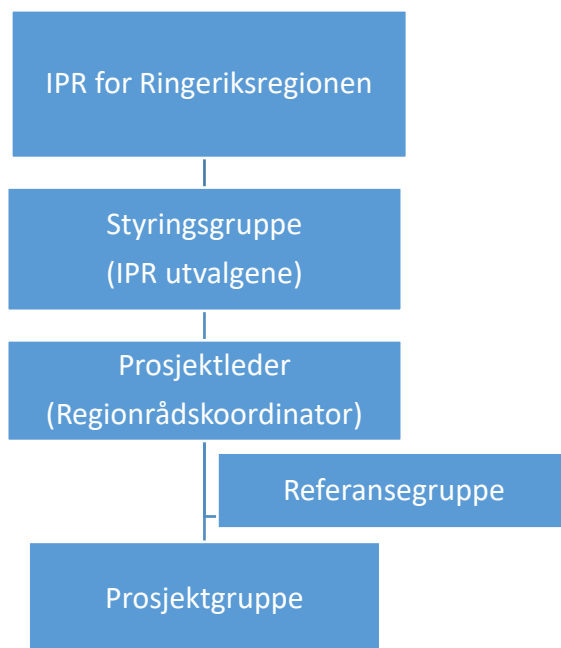 IPR for Ringeriksregionen
Styringsgruppe
(IPR utvalgene)
Prosjektleder
(Regionrådskoordinator)
Referansegruppe
Prosjektgruppe